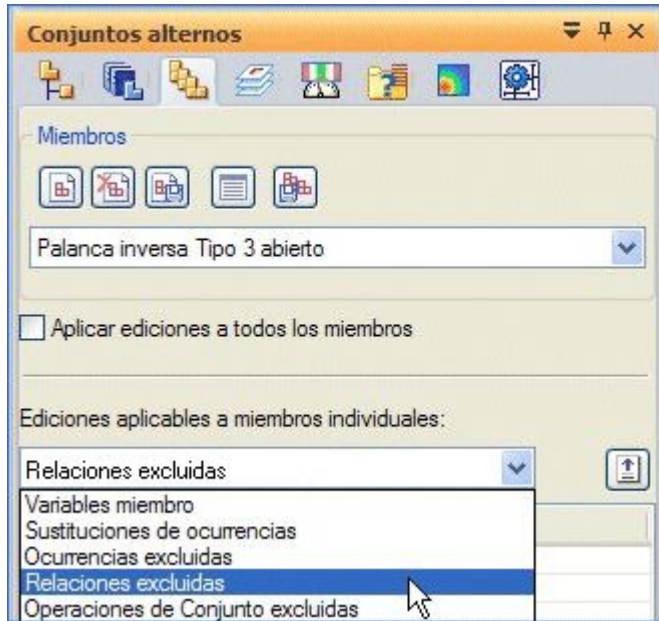 Conjuntos alternos
Miembros
Palanca inversa Tipo 3 abierto
Aplicar ediciones a todos los miembros
Ediciones aplicables a miembros individuales:
Relaciones excluidas
Variables miembro
Sustituciones de ocurrencias
Ocurrencias excluidas
Relaciones excluidas
Operaciones de Conjunto excluidas